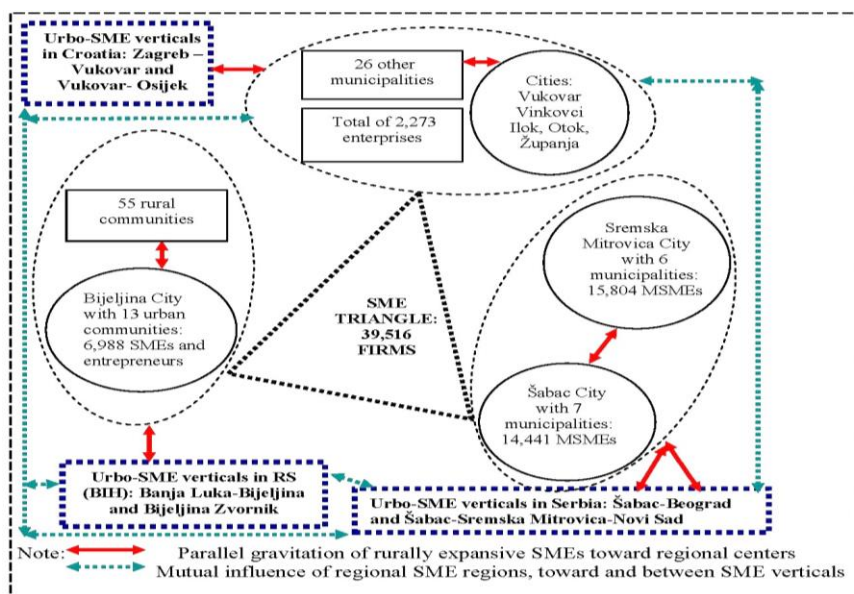 Urbo-SME verticals
in Croatia: Zagreb –
Vukovar and
Vukovar- Osijek
26 other
municipalities
Total of 2,273
enterprises
Cities:
Vukovar
Vinkovci
Ilok, Otok,
Županja
55 rural
communities
Bijeljina City
with 13 urban
communities:
6,988 SMEs and
entrepreneurs
SME
TRIANGLE:
39,516
FIRMS
Sremska
Mitrovica City
with 6
municipalities:
15,804 MSMEs
Šabac City
with 7
municipalities:
14,441 MSMEs
Urbo-SME verticals in RS
(BIH): Banja Luka-Bijeljina
and Bijeljina Zvornik
Urbo-SME verticals in Serbia: Šabac-Beograd
and Šabac-Sremska Mitrovica-Novi Sad
Note: Parallel gravitation of rurally expansive SMEs toward regional centers
Mutual influence of regional SME regions, toward and between SME verticals